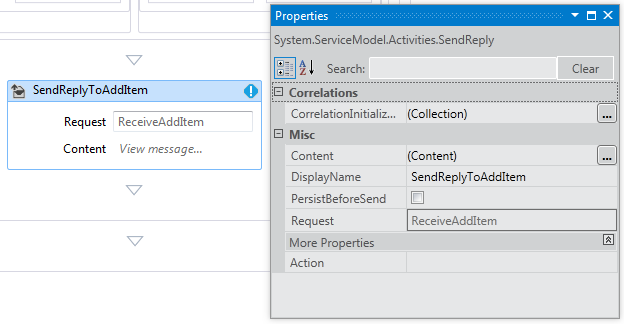 Properties
System.ServiceModel.Activities.SendReply
Search:
Clear
Correlations
CorrelationInitializ... (Collection) ...
Misc
Content (Content) ...
DisplayName SendReplyToAddItem
PersistBeforeSend
Request ReceiveAddItem
More Properties
Action
SendReplyToAddItem
Request ReceiveAddItem
Content View message...